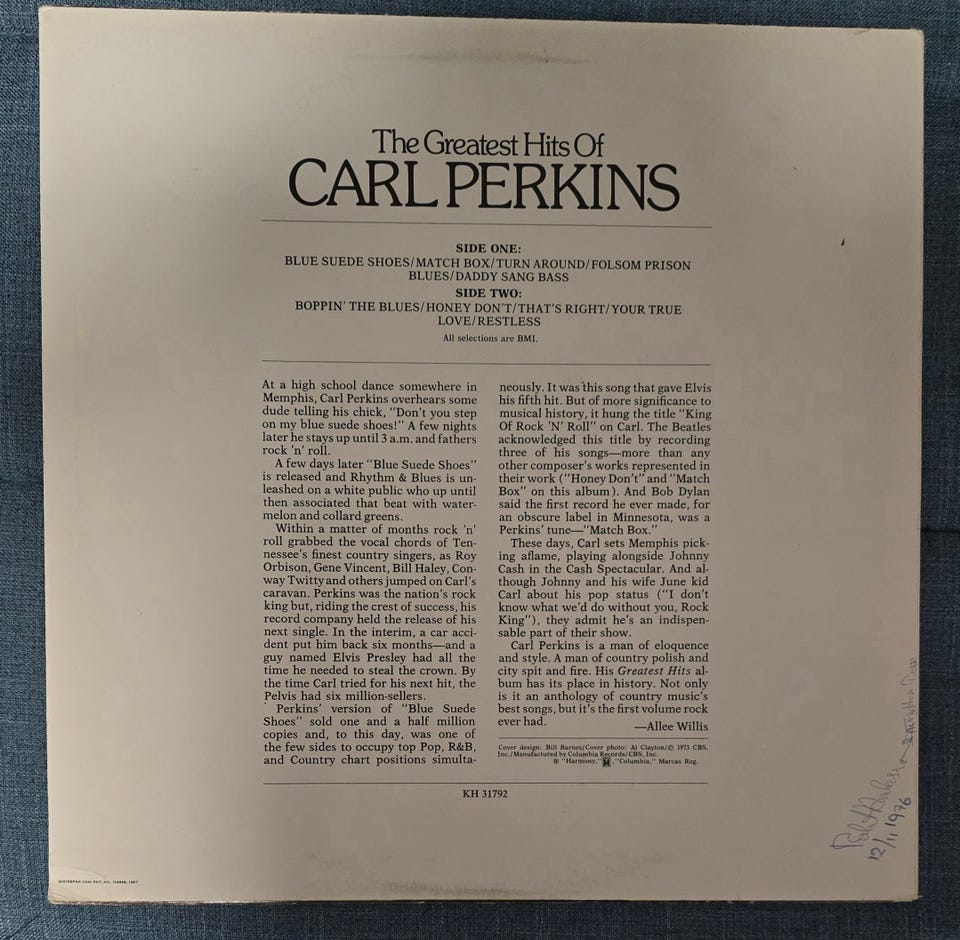 The Greatest Hits Of
CARL PERKINS
SIDE ONE:
BLUE SUEDE SHOES/MATCH BOX/TURN AROUND/FOLSOM PRISON
BLUES/DADDY SANG BASS
SIDE TWO:
BOPPIN' THE BLUES/HONEY DON'T/THAT'S RIGHT/YOUR TRUE
LOVE/RESTLESS
All selections are BMI.
At a high school dance somewhere in
Memphis, Carl Perkins overhears some
dude telling his chick, "Don't you step
on my blue suede shoes!" A few nights
later he stays up until 3 a.m. and fathers
rock 'n' roll.
A few days later "Blue Suede Shoes"
is released and Rhythm & Blues is un-
leashed on a white public who up until
then associated that beat with water-
melon and collard greens.
Within a matter of months rock 'n'
roll grabbed the vocal chords of Ten-
nessee's finest country singers, as Roy
Orbison, Gene Vincent, Bill Haley, Con-
way Twitty and others jumped on Carl's
caravan. Perkins was the nation's rock
king but, riding the crest of success, his
record company held the release of his
next single. In the interim, a car acci-
dent put him back six months—and a
guy named Elvis Presley had all the
time he needed to steal the crown. By
the time Carl tried for his next hit, the
Pelvis had six million-sellers.
Perkins' version of "Blue Suede
Shoes" sold one and a half million
copies and, to this day, was one of
the few sides to occupy top Pop, R&B,
and Country chart positions simulta-
neously. It was this song that gave Elvis
his fifth hit. But of more significance to
musical history, it hung the title "King
Of Rock 'N' Roll" on Carl. The Beatles
acknowledged this title by recording
three of his songs—more than any
other composer's works represented in
their work ("Honey Don't" and "Match
Box" on this album). And Bob Dylan
said the first record he ever made, for
an obscure label in Minnesota, was a
Perkins' tune—"Match Box."
These days, Carl sets Memphis pick-
ing aflame, playing alongside Johnny
Cash in the Cash Spectacular. And al-
though Johnny and his wife June kid
Carl about his pop status ("I don't
know what we'd do without you, Rock
King"), they admit he's an indispen-
sable part of their show.
Carl Perkins is a man of eloquence
and style. A man of country polish and
city spit and fire. His Greatest Hits al-
bum has its place in history. Not only
is it an anthology of country music's
best songs, but it's the first volume rock
ever had.
—Allee Willis
Cover design: Bill Barnes/Cover photo: Al Clayton/© 1973 CBS,
Inc./Manufactured by Columbia Records/CBS, Inc.
® "Harmony," "Columbia," Marcas Reg.
KH 31792
12/11 1976